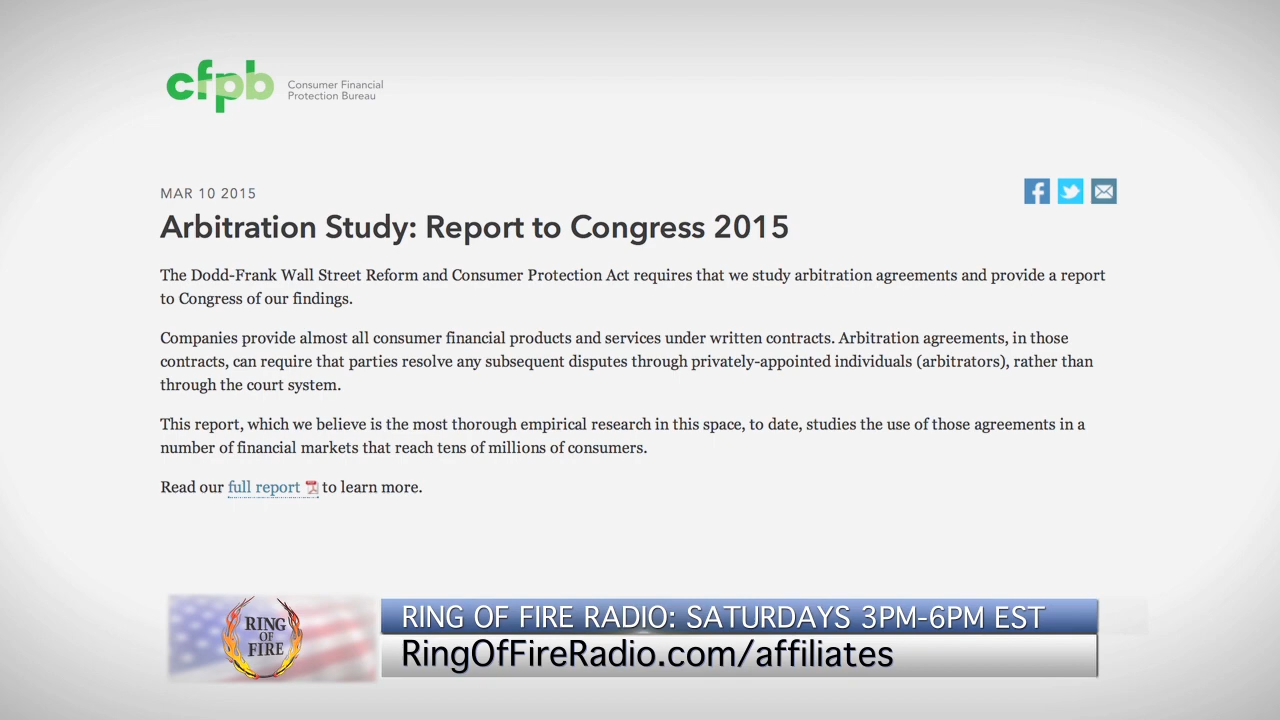 cfpb
Consumer Financial
Protection Bureau
MAR 10 2015
Arbitration Study: Report to Congress 2015
The Dodd-Frank Wall Street Reform and Consumer Protection Act requires that we study arbitration agreements and provide a report
to Congress of our findings.
Companies provide almost all consumer financial products and services under written contracts. Arbitration agreements, in those
contracts, can require that parties resolve any subsequent disputes through privately-appointed individuals (arbitrators), rather than
through the court system.
This report, which we believe is the most thorough empirical research in this space, to date, studies the use of those agreements in a
number of financial markets that reach tens of millions of consumers.
Read our full report to learn more.
RING
OF
FIRE
RING OF FIRE RADIO: SATURDAYS 3PM-6PM EST
RingOfFireRadio.com/affiliates